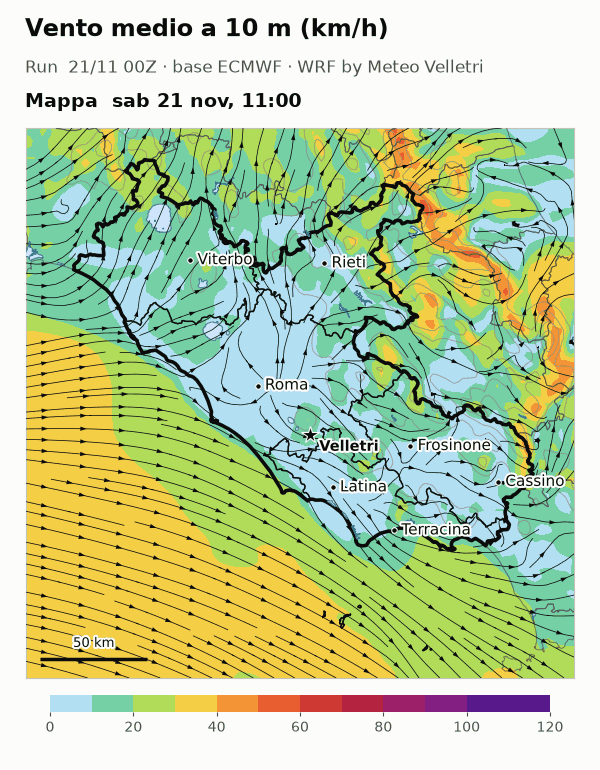 Vento medio a 10 m (km/h)
Run 21/11 00Z · base ECMWF · WRF by Meteo Velletri
Mappa sab 21 nov, 11:00
Viterbo
Rieti
Roma
Velletri
Frosinone
Cassino
Latina
Terracina
50 km
0 20 40 60 80 100 120